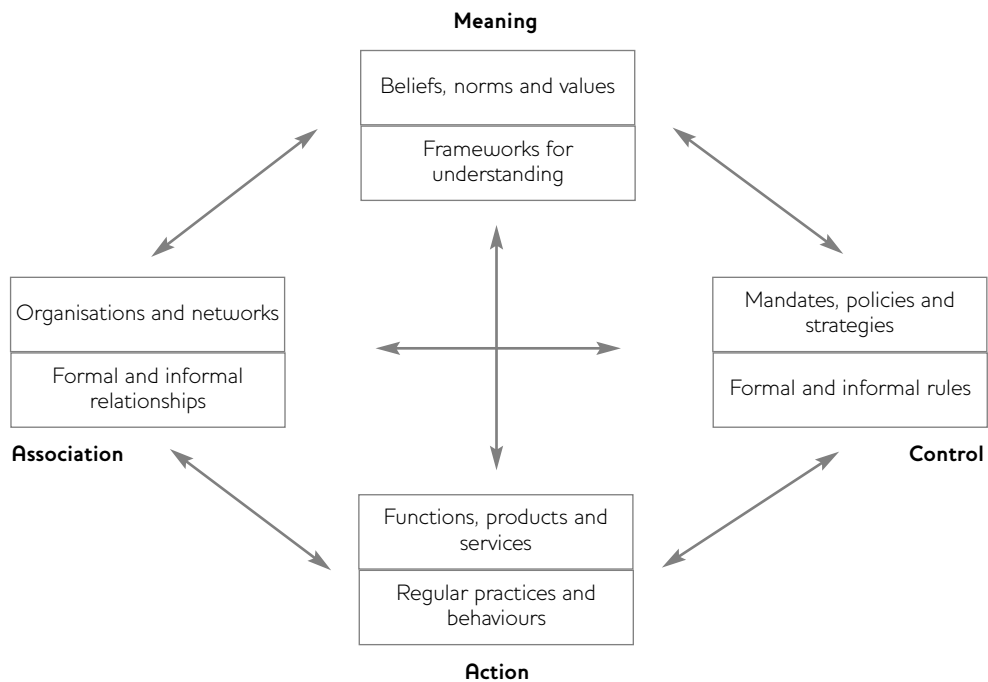 Meaning
Beliefs, norms and values
Frameworks for
understanding
Organisations and networks
Formal and informal
relationships
Association
Mandates, policies and
strategies
Formal and informal rules
Control
Functions, products and
services
Regular practices and
behaviours
Action